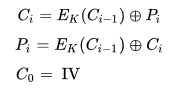 C_i = E_K(C_{i−1}) ⊕ P_i
P_i = E_K(C_{i−1}) ⊕ C_i
C_0 = IV